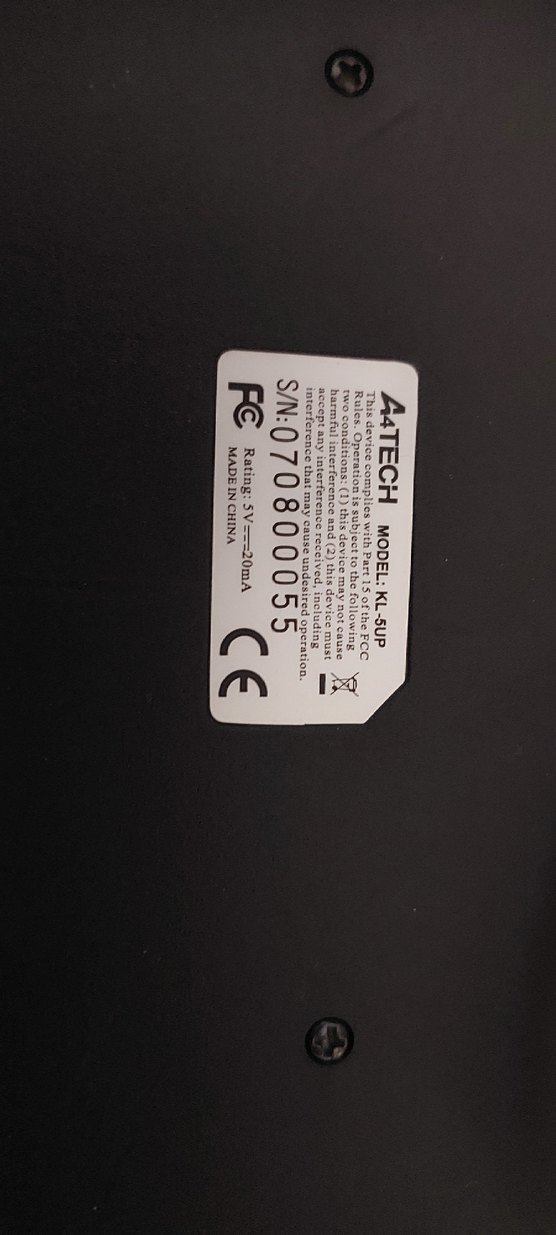 A4TECH MODEL: KL-5UP
This device complies with Part 15 of the FCC
Rules. Operation is subject to the following
two conditions: (1) this device may not cause
harmful interference and (2) this device must
accept any interference received, including
interference that may cause undesired operation.
S/N: 070800055
FC Rating: 5V⎓20mA
MADE IN CHINA
CE